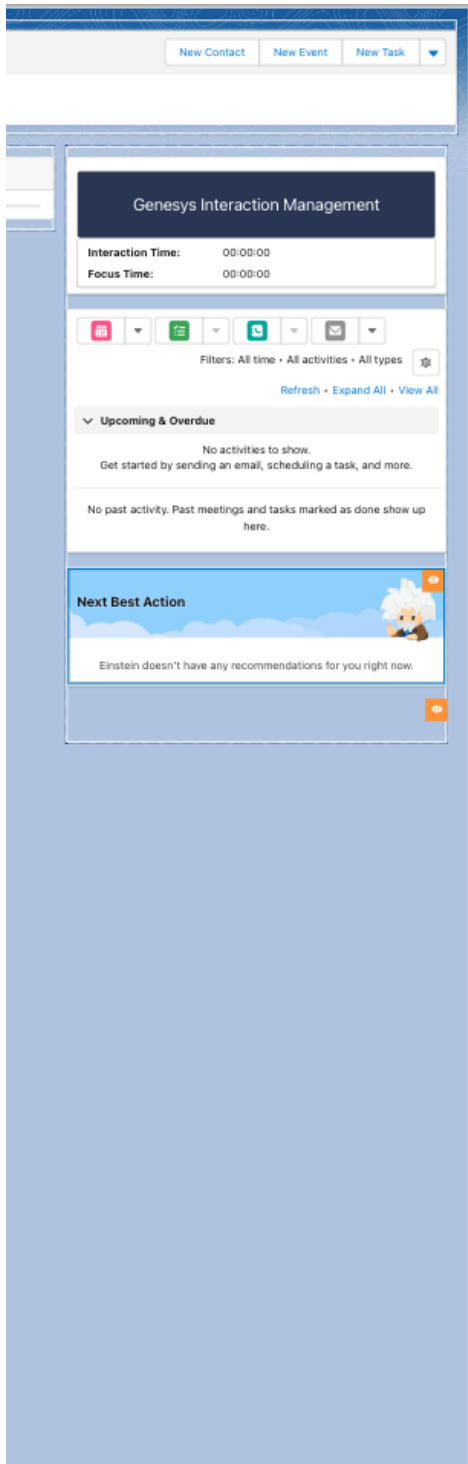 New Contact New Event New Task
Genesys Interaction Management
Interaction Time: 00:00:00
Focus Time: 00:00:00
Filters: All time • All activities • All types
Refresh • Expand All • View All
Upcoming & Overdue
No activities to show.
Get started by sending an email, scheduling a task, and more.
No past activity. Past meetings and tasks marked as done show up
here.
Next Best Action
Einstein doesn't have any recommendations for you right now.